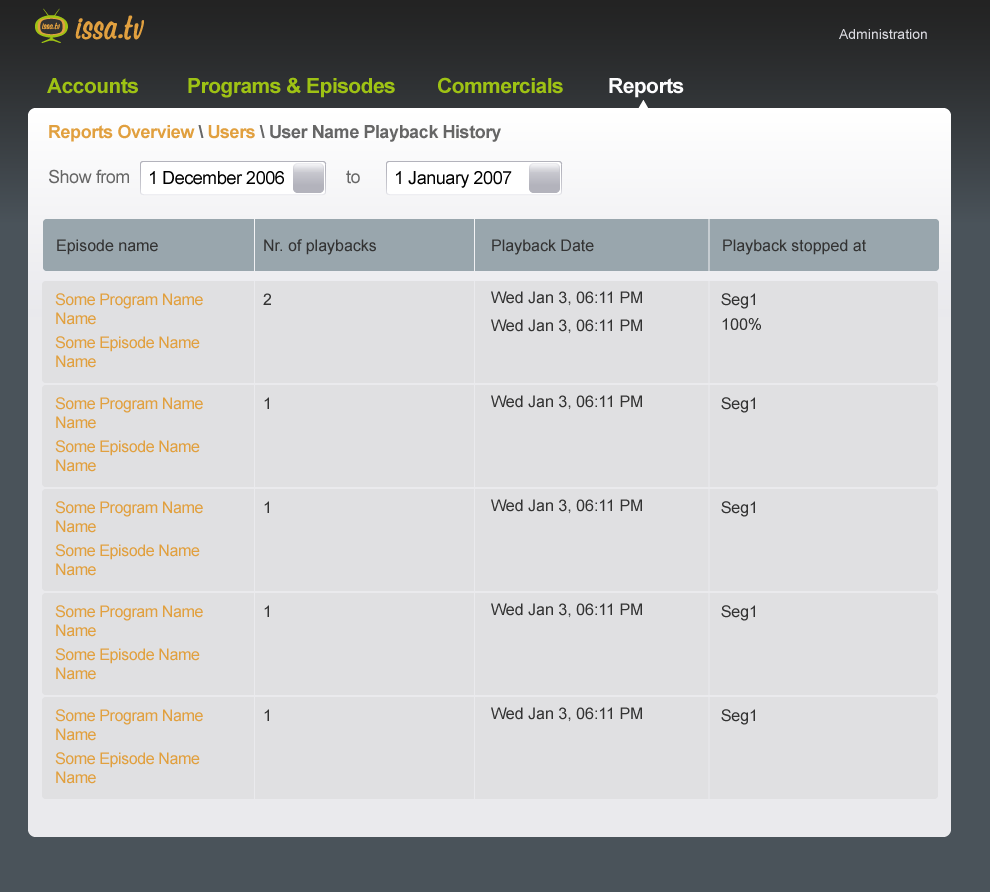 issa.tv issa.tv
Administration
Accounts Programs & Episodes Commercials Reports
Reports Overview \ Users \ User Name Playback History
Show from 1 December 2006 to 1 January 2007
Episode name Nr. of playbacks Playback Date Playback stopped at
Some Program Name 2 Wed Jan 3, 06:11 PM Seg1
Name
Wed Jan 3, 06:11 PM 100%
Some Episode Name
Name
Some Program Name 1 Wed Jan 3, 06:11 PM Seg1
Name
Some Episode Name
Name
Some Program Name 1 Wed Jan 3, 06:11 PM Seg1
Name
Some Episode Name
Name
Some Program Name 1 Wed Jan 3, 06:11 PM Seg1
Name
Some Episode Name
Name
Some Program Name 1 Wed Jan 3, 06:11 PM Seg1
Name
Some Episode Name
Name